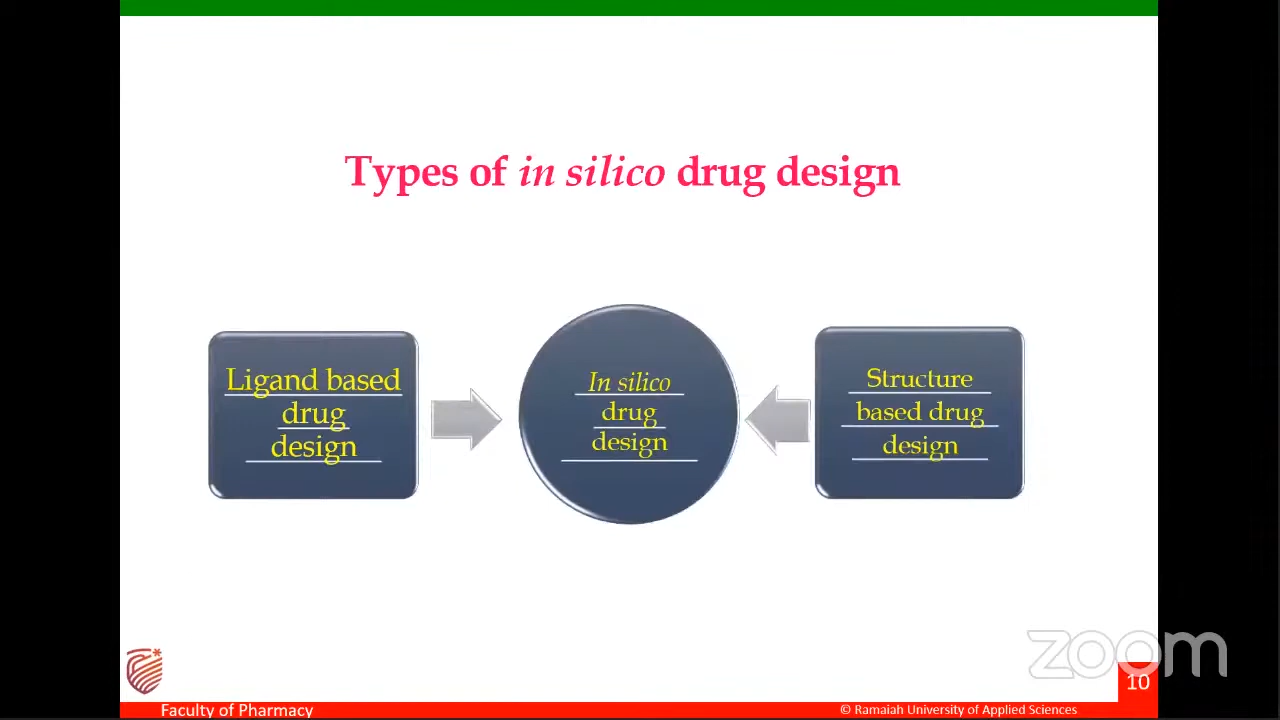 Types of in silico drug design
Ligand based
drug
design
In silico
drug
design
Structure
based drug
design
zoom
10
Faculty of Pharmacy
© Ramaiah University of Applied Sciences